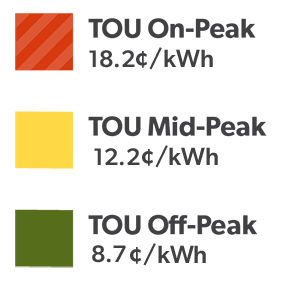 TOU On-Peak
18.2¢/kWh
TOU Mid-Peak
12.2¢/kWh
TOU Off-Peak
8.7¢/kWh